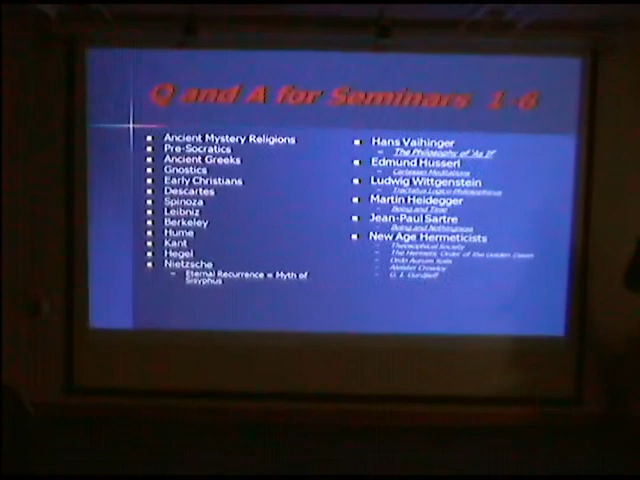 Q and A for Seminars 1-6
Ancient Mystery Religions
Pre-Socratics
Ancient Greeks
Gnostics
Early Christians
Descartes
Spinoza
Leibniz
Berkeley
Hume
Kant
Hegel
Nietzsche
– Eternal Recurrence = Myth of
Sisyphus
Hans Vaihinger
– The Philosophy of 'As If'
Edmund Husserl
– Cartesian Meditations
Ludwig Wittgenstein
– Tractatus Logico-Philosophicus
Martin Heidegger
– Being and Time
Jean-Paul Sartre
– Being and Nothingness
New Age Hermeticists
– Theosophical Society
– The Hermetic Order of the Golden Dawn
– Ordo Aurum Solis
– Aleister Crowley
– G. I. Gurdjieff